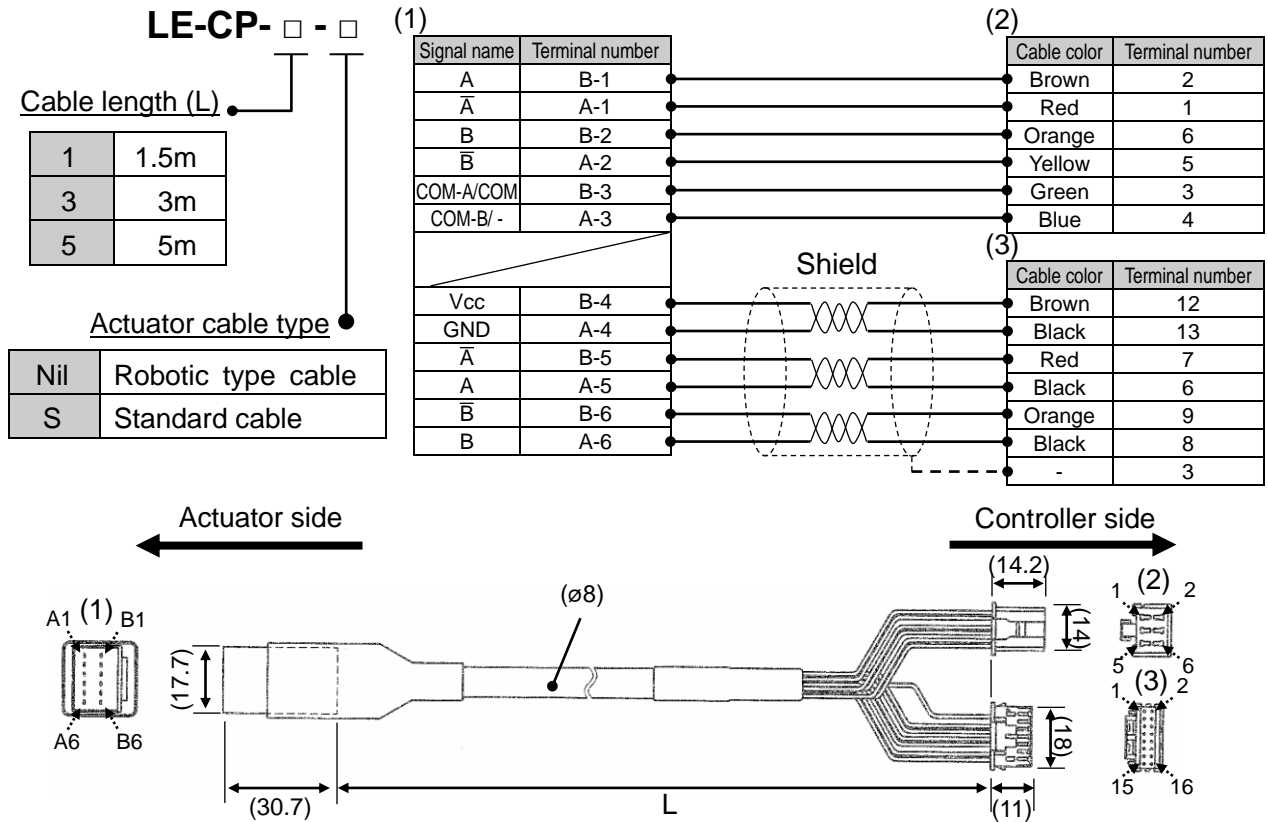 LE-CP- □ - □
Cable length (L)
1 1.5m
3 3m
5 5m
Actuator cable type
Nil Robotic type cable
S Standard cable
(1)
Signal name Terminal number
A B-1
A̅ A-1
B B-2
B̅ A-2
COM-A/COM B-3
COM-B/ - A-3
Vcc B-4
GND A-4
A̅ B-5
A A-5
B̅ B-6
B A-6
Shield
(2)
Cable color Terminal number
Brown 2
Red 1
Orange 6
Yellow 5
Green 3
Blue 4
(3)
Cable color Terminal number
Brown 12
Black 13
Red 7
Black 6
Orange 9
Black 8
- 3
Actuator side
Controller side
A1 (1) B1
A6 B6
(17.7)
(30.7)
(ø8)
L
(14.2)
(14)
(18)
(11)
1 (2) 2
5 6
1 (3) 2
15 16